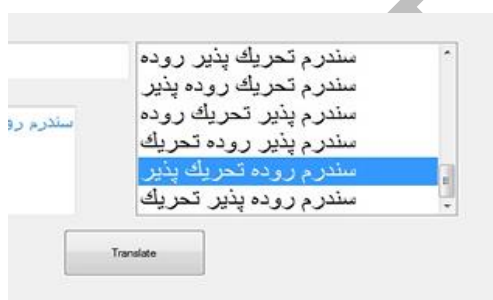 سندرم تحريك پذير روده
سندرم تحريك روده پذير
سندرم پذير تحريك روده
سندرم پذير روده تحريك
سندرم روده تحريك پذير
سندرم روده پذير تحريك
سندرم
Translate